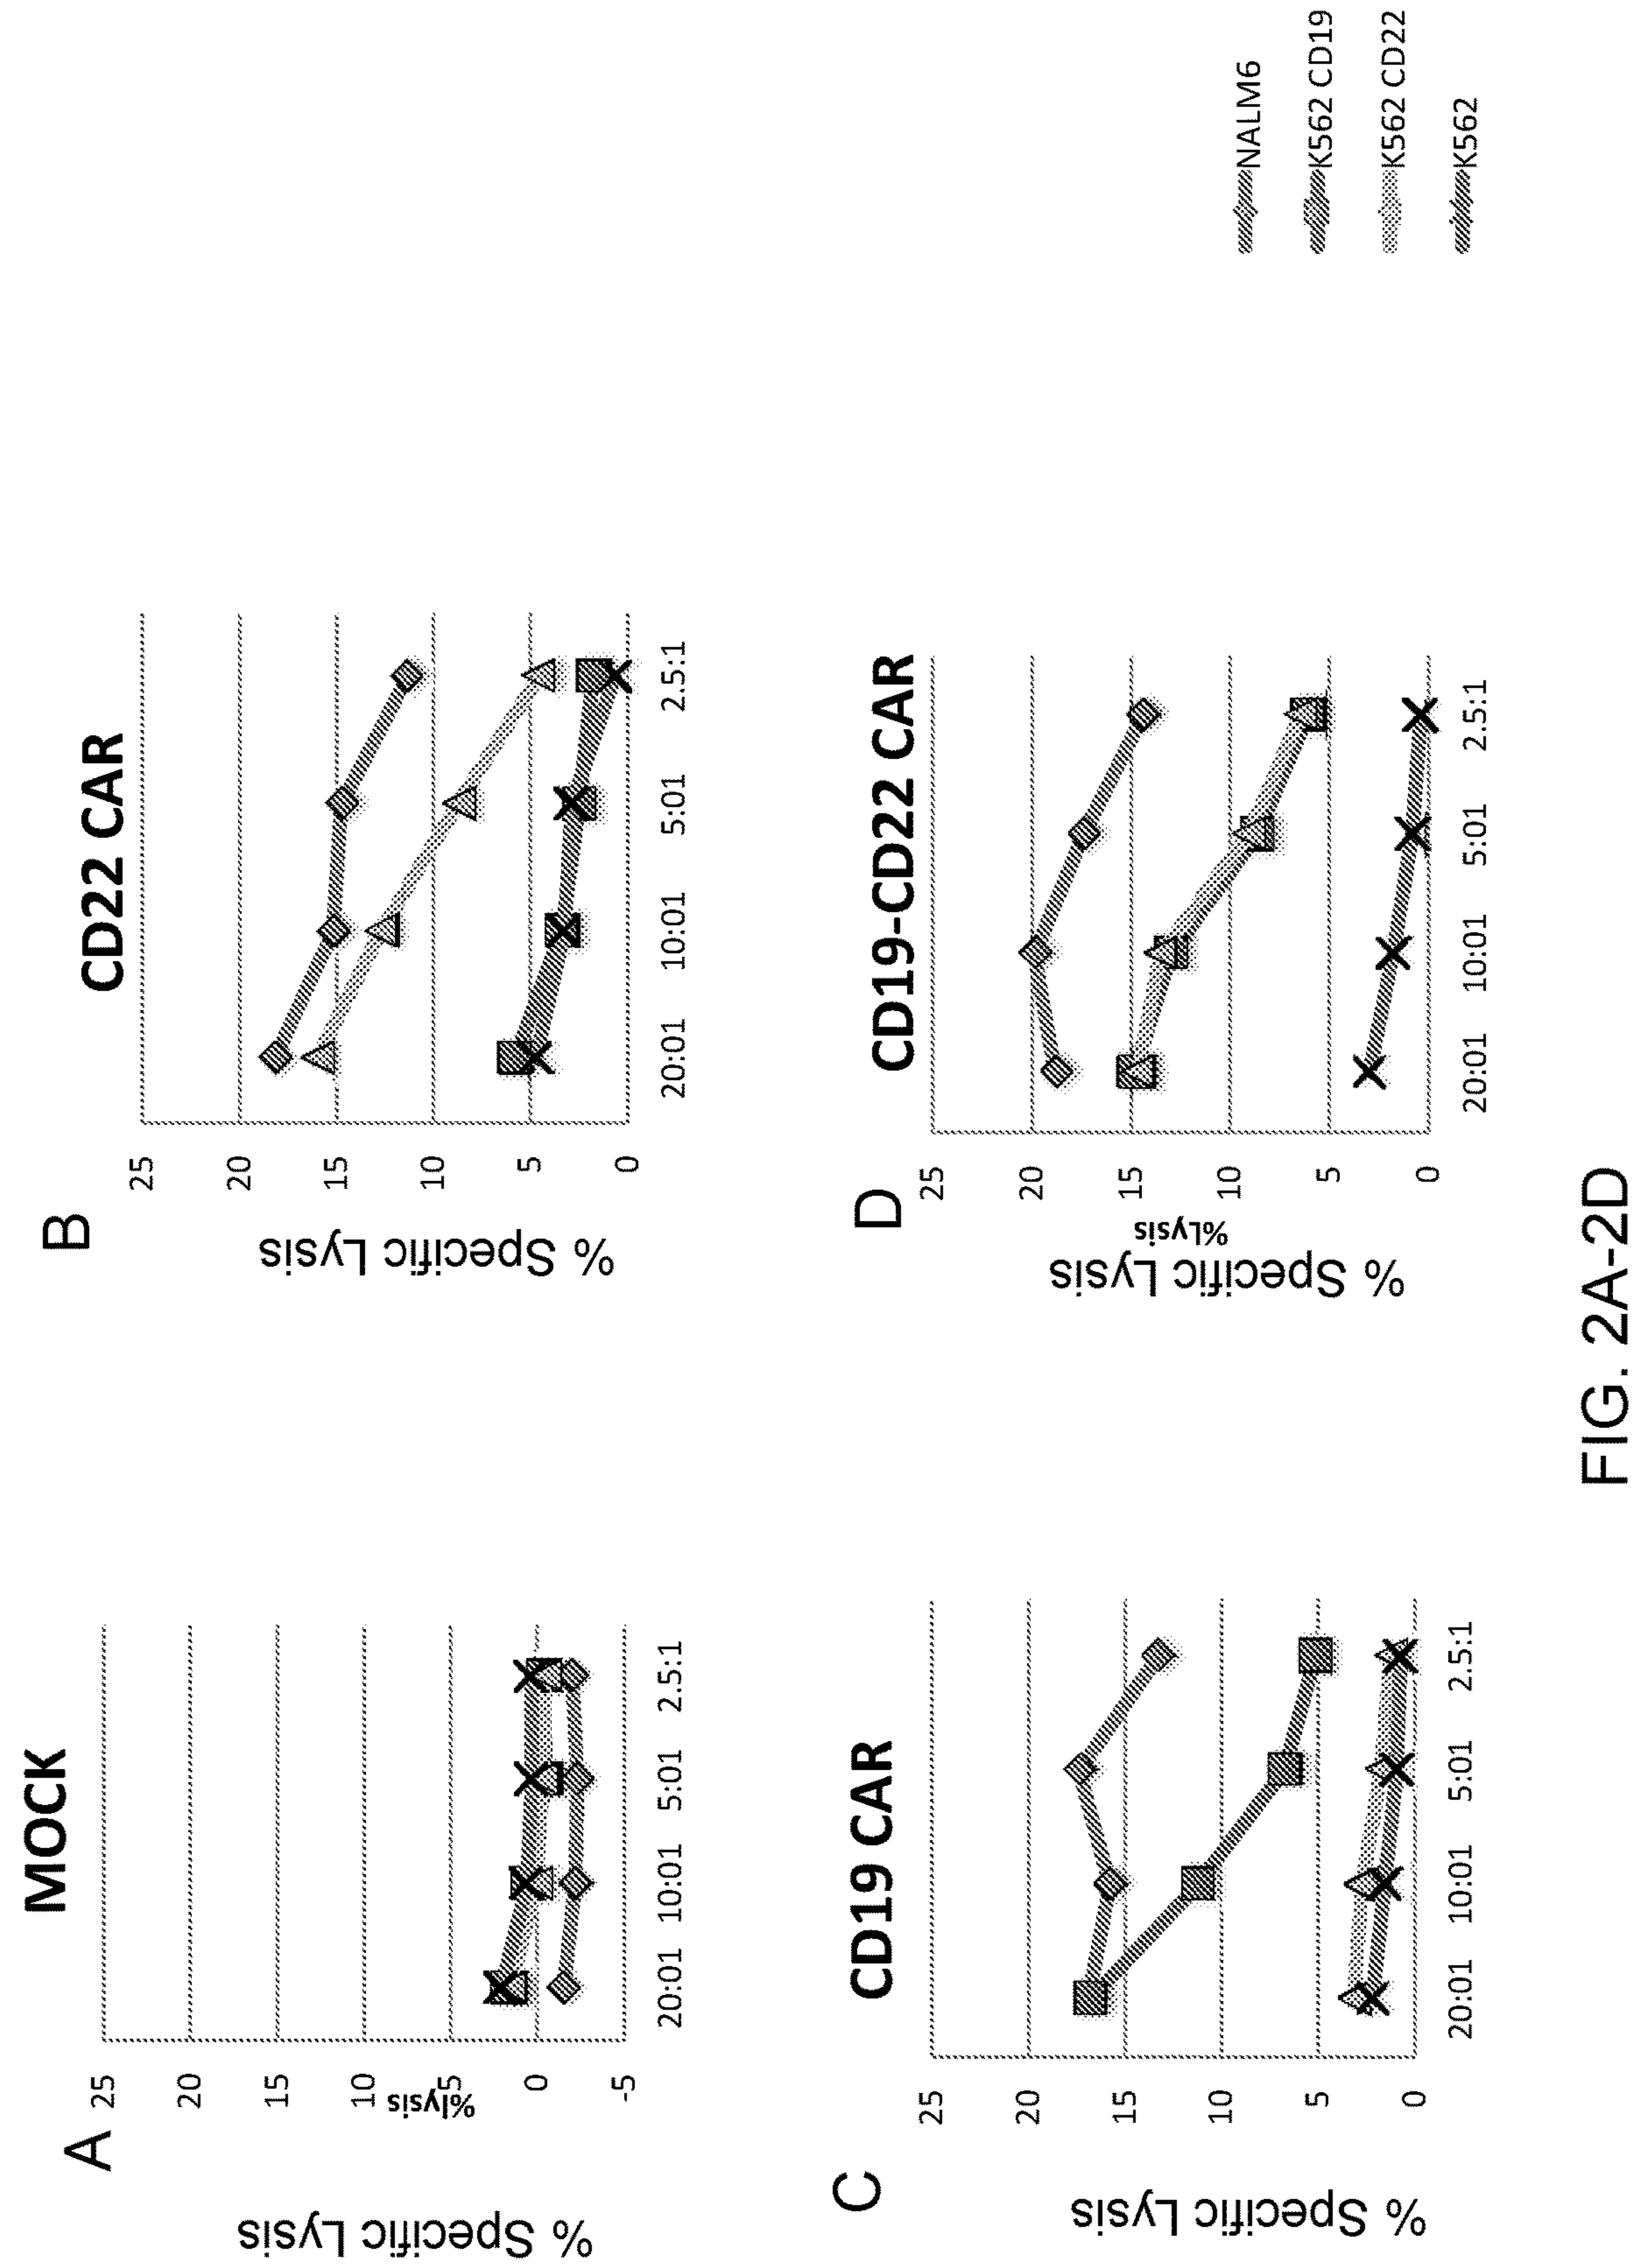 A
MOCK
% Specific Lysis
%lysis
25
20
15
10
5
0
-5
20:01 10:01 5:01 2.5:1
B
CD22 CAR
% Specific Lysis
25
20
15
10
5
0
20:01 10:01 5:01 2.5:1
C
CD19 CAR
% Specific Lysis
25
20
15
10
5
0
20:01 10:01 5:01 2.5:1
D
CD19-CD22 CAR
% Specific Lysis
%Lysis
25
20
15
10
5
0
20:01 10:01 5:01 2.5:1
NALM6
K562 CD19
K562 CD22
K562
FIG. 2A-2D